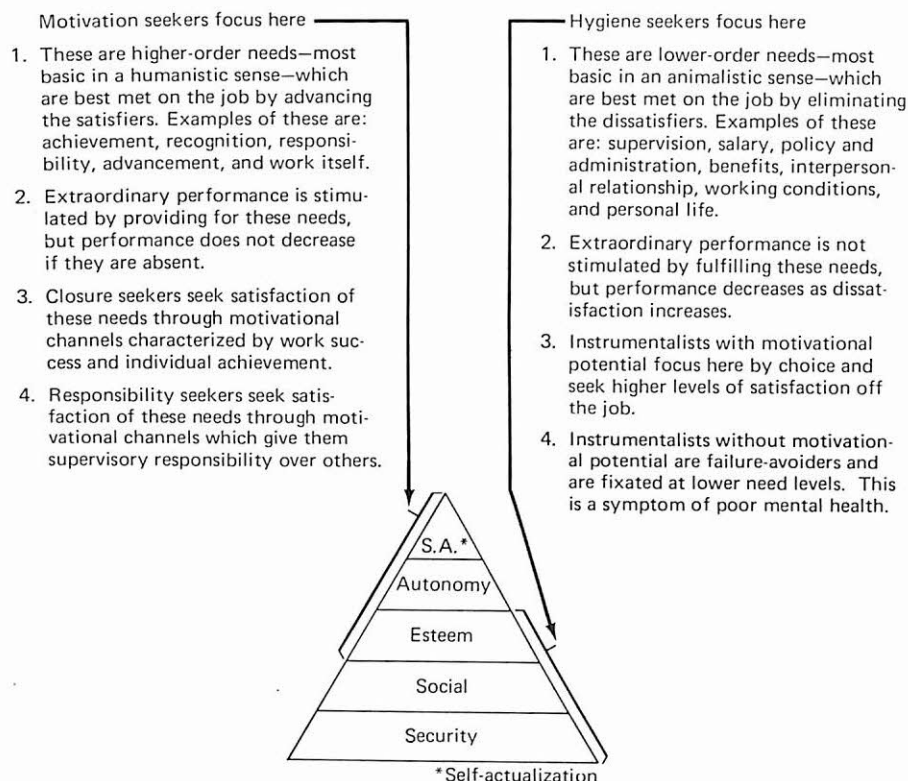 Motivation seekers focus here
1. These are higher-order needs—most
basic in a humanistic sense—which
are best met on the job by advancing
the satisfiers. Examples of these are:
achievement, recognition, responsi-
bility, advancement, and work itself.
2. Extraordinary performance is stimu-
lated by providing for these needs,
but performance does not decrease
if they are absent.
3. Closure seekers seek satisfaction of
these needs through motivational
channels characterized by work suc-
cess and individual achievement.
4. Responsibility seekers seek satis-
faction of these needs through moti-
vational channels which give them
supervisory responsibility over others.
Hygiene seekers focus here
1. These are lower-order needs—most
basic in an animalistic sense—which
are best met on the job by eliminating
the dissatisfiers. Examples of these
are: supervision, salary, policy and
administration, benefits, interperson-
al relationship, working conditions,
and personal life.
2. Extraordinary performance is not
stimulated by fulfilling these needs,
but performance decreases as dissat-
isfaction increases.
3. Instrumentalists with motivational
potential focus here by choice and
seek higher levels of satisfaction off
the job.
4. Instrumentalists without motivation-
al potential are failure-avoiders and
are fixated at lower need levels. This
is a symptom of poor mental health.
S.A.*
Autonomy
Esteem
Social
Security
*Self-actualization